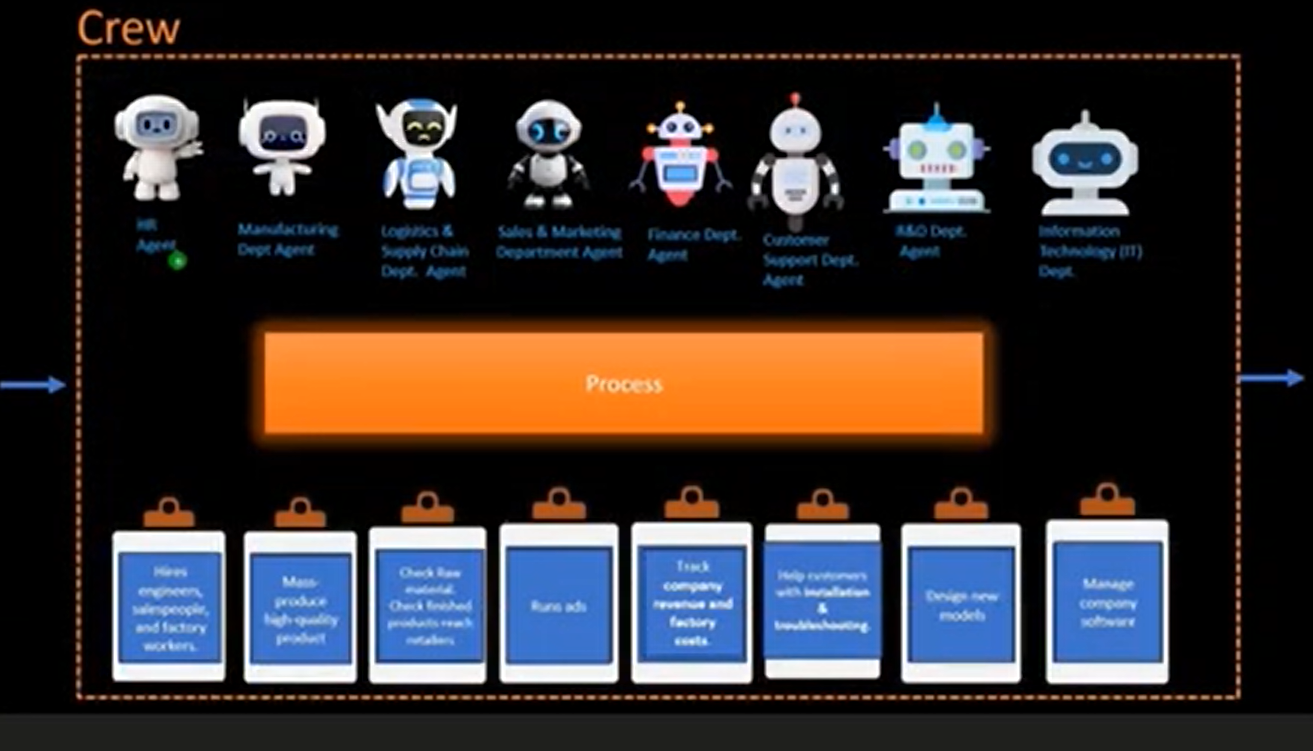 Crew
HR
Agent
Manufacturing
Dept Agent
Logistics &
Supply Chain
Dept. Agent
Sales & Marketing
Department Agent
Finance Dept.
Agent
Customer
Support Dept.
Agent
R&D Dept.
Agent
Information
Technology (IT)
Dept.
Process
Hires
engineers,
salespeople,
and factory
workers.
Mass-
produce
high-quality
product
Check Raw
material.
Check finished
products reach
retailers
Runs ads
Track
company
revenue and
factory
costs.
Help customers
with installation
&
troubleshooting.
Design new
models
Manage
company
software